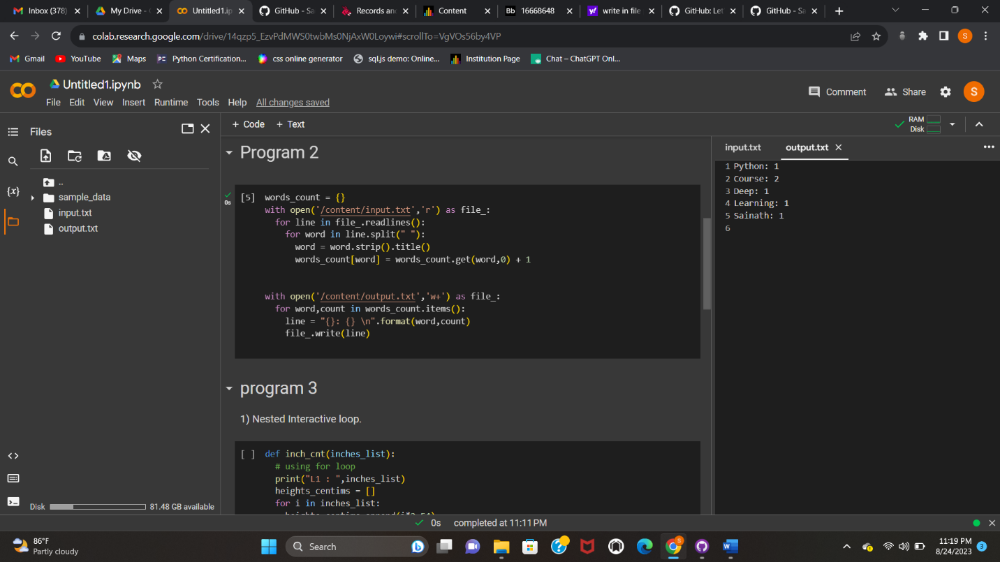 Inbox (378)
My Drive -
Untitled1.ip
GitHub - Sa
Records an
Content
Bb 16668648
write in file
GitHub: Let
GitHub - Sa
colab.research.google.com/drive/14qzp5_EzvPdMWS0twbMs0NjAxW0Loywi#scrollTo=VgVOs56by4VP
S
Gmail
YouTube
Maps
PE Python Certification...
css online generator
sql.js demo: Online...
Institution Page
Chat – ChatGPT Onl...
Untitled1.ipynb
File Edit View Insert Runtime Tools Help All changes saved
Comment
Share
S
Files
+ Code + Text
RAM
Disk
..
sample_data
input.txt
output.txt
{x}
Disk
81.48 GB available
Program 2
0s
[5] words_count = {}
with open('/content/input.txt','r') as file_:
for line in file_.readlines():
for word in line.split(" "):
word = word.strip().title()
words_count[word] = words_count.get(word,0) + 1
with open('/content/output.txt','w+') as file_:
for word,count in words_count.items():
line = "{}: {} \n".format(word,count)
file_.write(line)
program 3
1) Nested Interactive loop.
[ ] def inch_cnt(inches_list):
# using for loop
print("L1 : ",inches_list)
heights_centims = []
for i in inches_list:
input.txt
output.txt
1 Python: 1
2 Course: 2
3 Deep: 1
4 Learning: 1
5 Sainath: 1
6
0s completed at 11:11 PM
86°F
Partly cloudy
Search
S
W
11:19 PM
8/24/2023
3